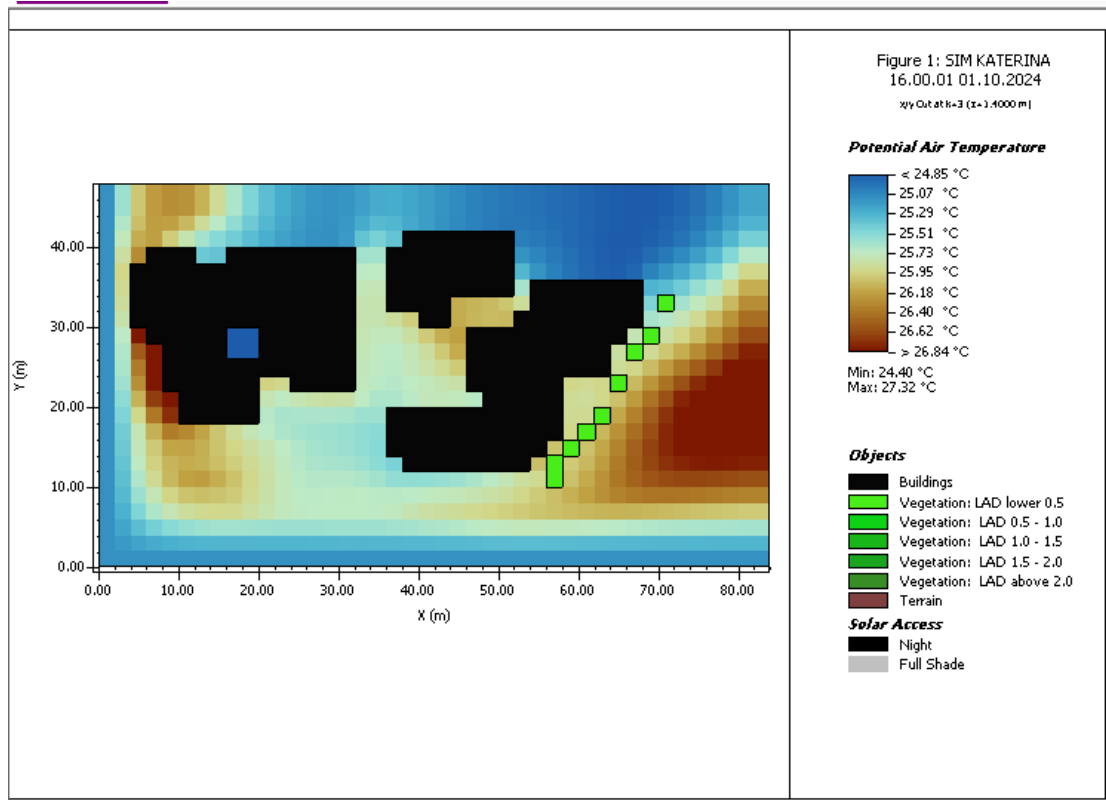 Figure 1: SIM KATERINA
16.00.01 01.10.2024
x/y Cut at k=3 (z=1.4000 m)
Potential Air Temperature
< 24.85 °C
25.07 °C
25.29 °C
25.51 °C
25.73 °C
25.95 °C
26.18 °C
26.40 °C
26.62 °C
> 26.84 °C
Min: 24.40 °C
Max: 27.32 °C
Objects
Buildings
Vegetation: LAD lower 0.5
Vegetation: LAD 0.5 - 1.0
Vegetation: LAD 1.0 - 1.5
Vegetation: LAD 1.5 - 2.0
Vegetation: LAD above 2.0
Terrain
Solar Access
Night
Full Shade
Y (m)
40.00
30.00
20.00
10.00
0.00
0.00 10.00 20.00 30.00 40.00 50.00 60.00 70.00 80.00
X (m)